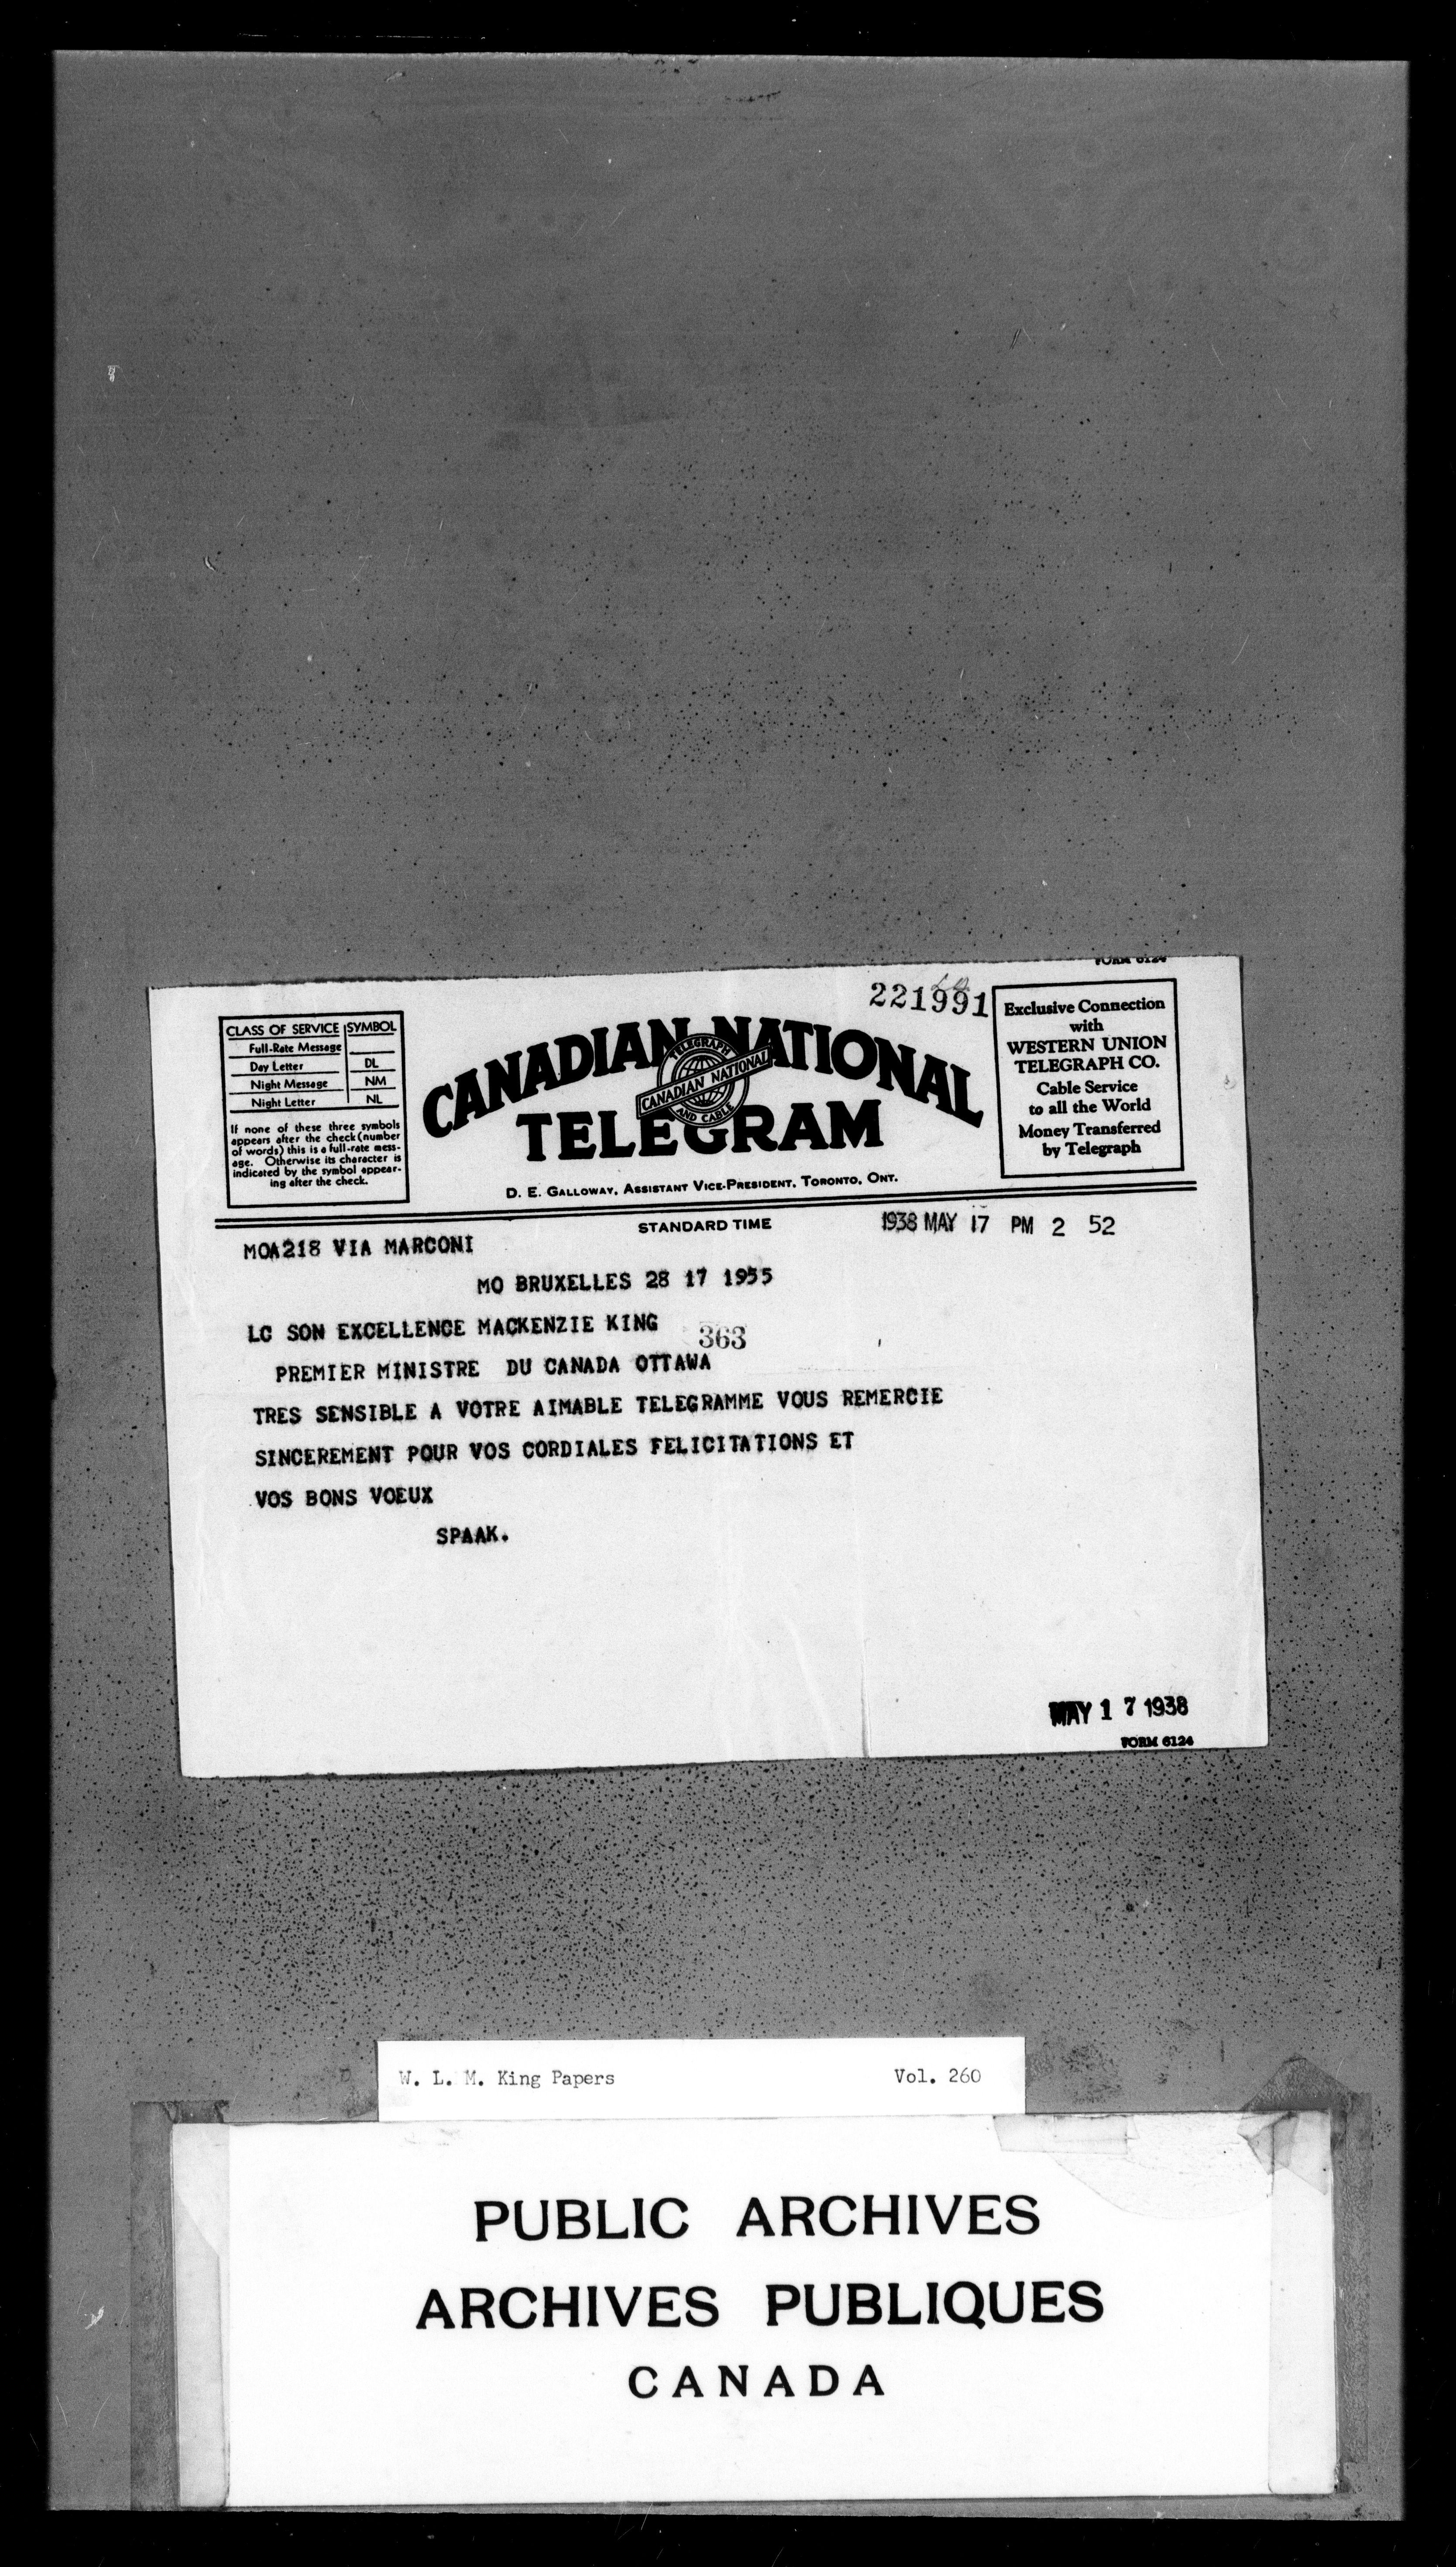 FORM 6124
221991
CLASS OF SERVICE SYMBOL
Full-Rate Message
Day Letter DL
Night Message NM
Night Letter NL
If none of these three symbols
appears after the check (number
of words) this is a full-rate mess-
age. Otherwise its character is
indicated by the symbol appear-
ing after the check.
CANADIAN NATIONAL
TELEGRAPH
CANADIAN NATIONAL
AND CABLE
TELEGRAM
D. E. GALLOWAY, ASSISTANT VICE-PRESIDENT, TORONTO, ONT.
Exclusive Connection
with
WESTERN UNION
TELEGRAPH CO.
Cable Service
to all the World
Money Transferred
by Telegraph
STANDARD TIME
1938 MAY 17 PM 2 52
MOA218 VIA MARCONI
MO BRUXELLES 28 17 1955
LC SON EXCELLENCE MACKENZIE KING
363
PREMIER MINISTRE DU CANADA OTTAWA
TRES SENSIBLE A VOTRE AIMABLE TELEGRAMME VOUS REMERCIE
SINCEREMENT POUR VOS CORDIALES FELICITATIONS ET
VOS BONS VOEUX
SPAAK.
MAY 17 1938
FORM 6124
W. L. M. King Papers Vol. 260
PUBLIC ARCHIVES
ARCHIVES PUBLIQUES
CANADA